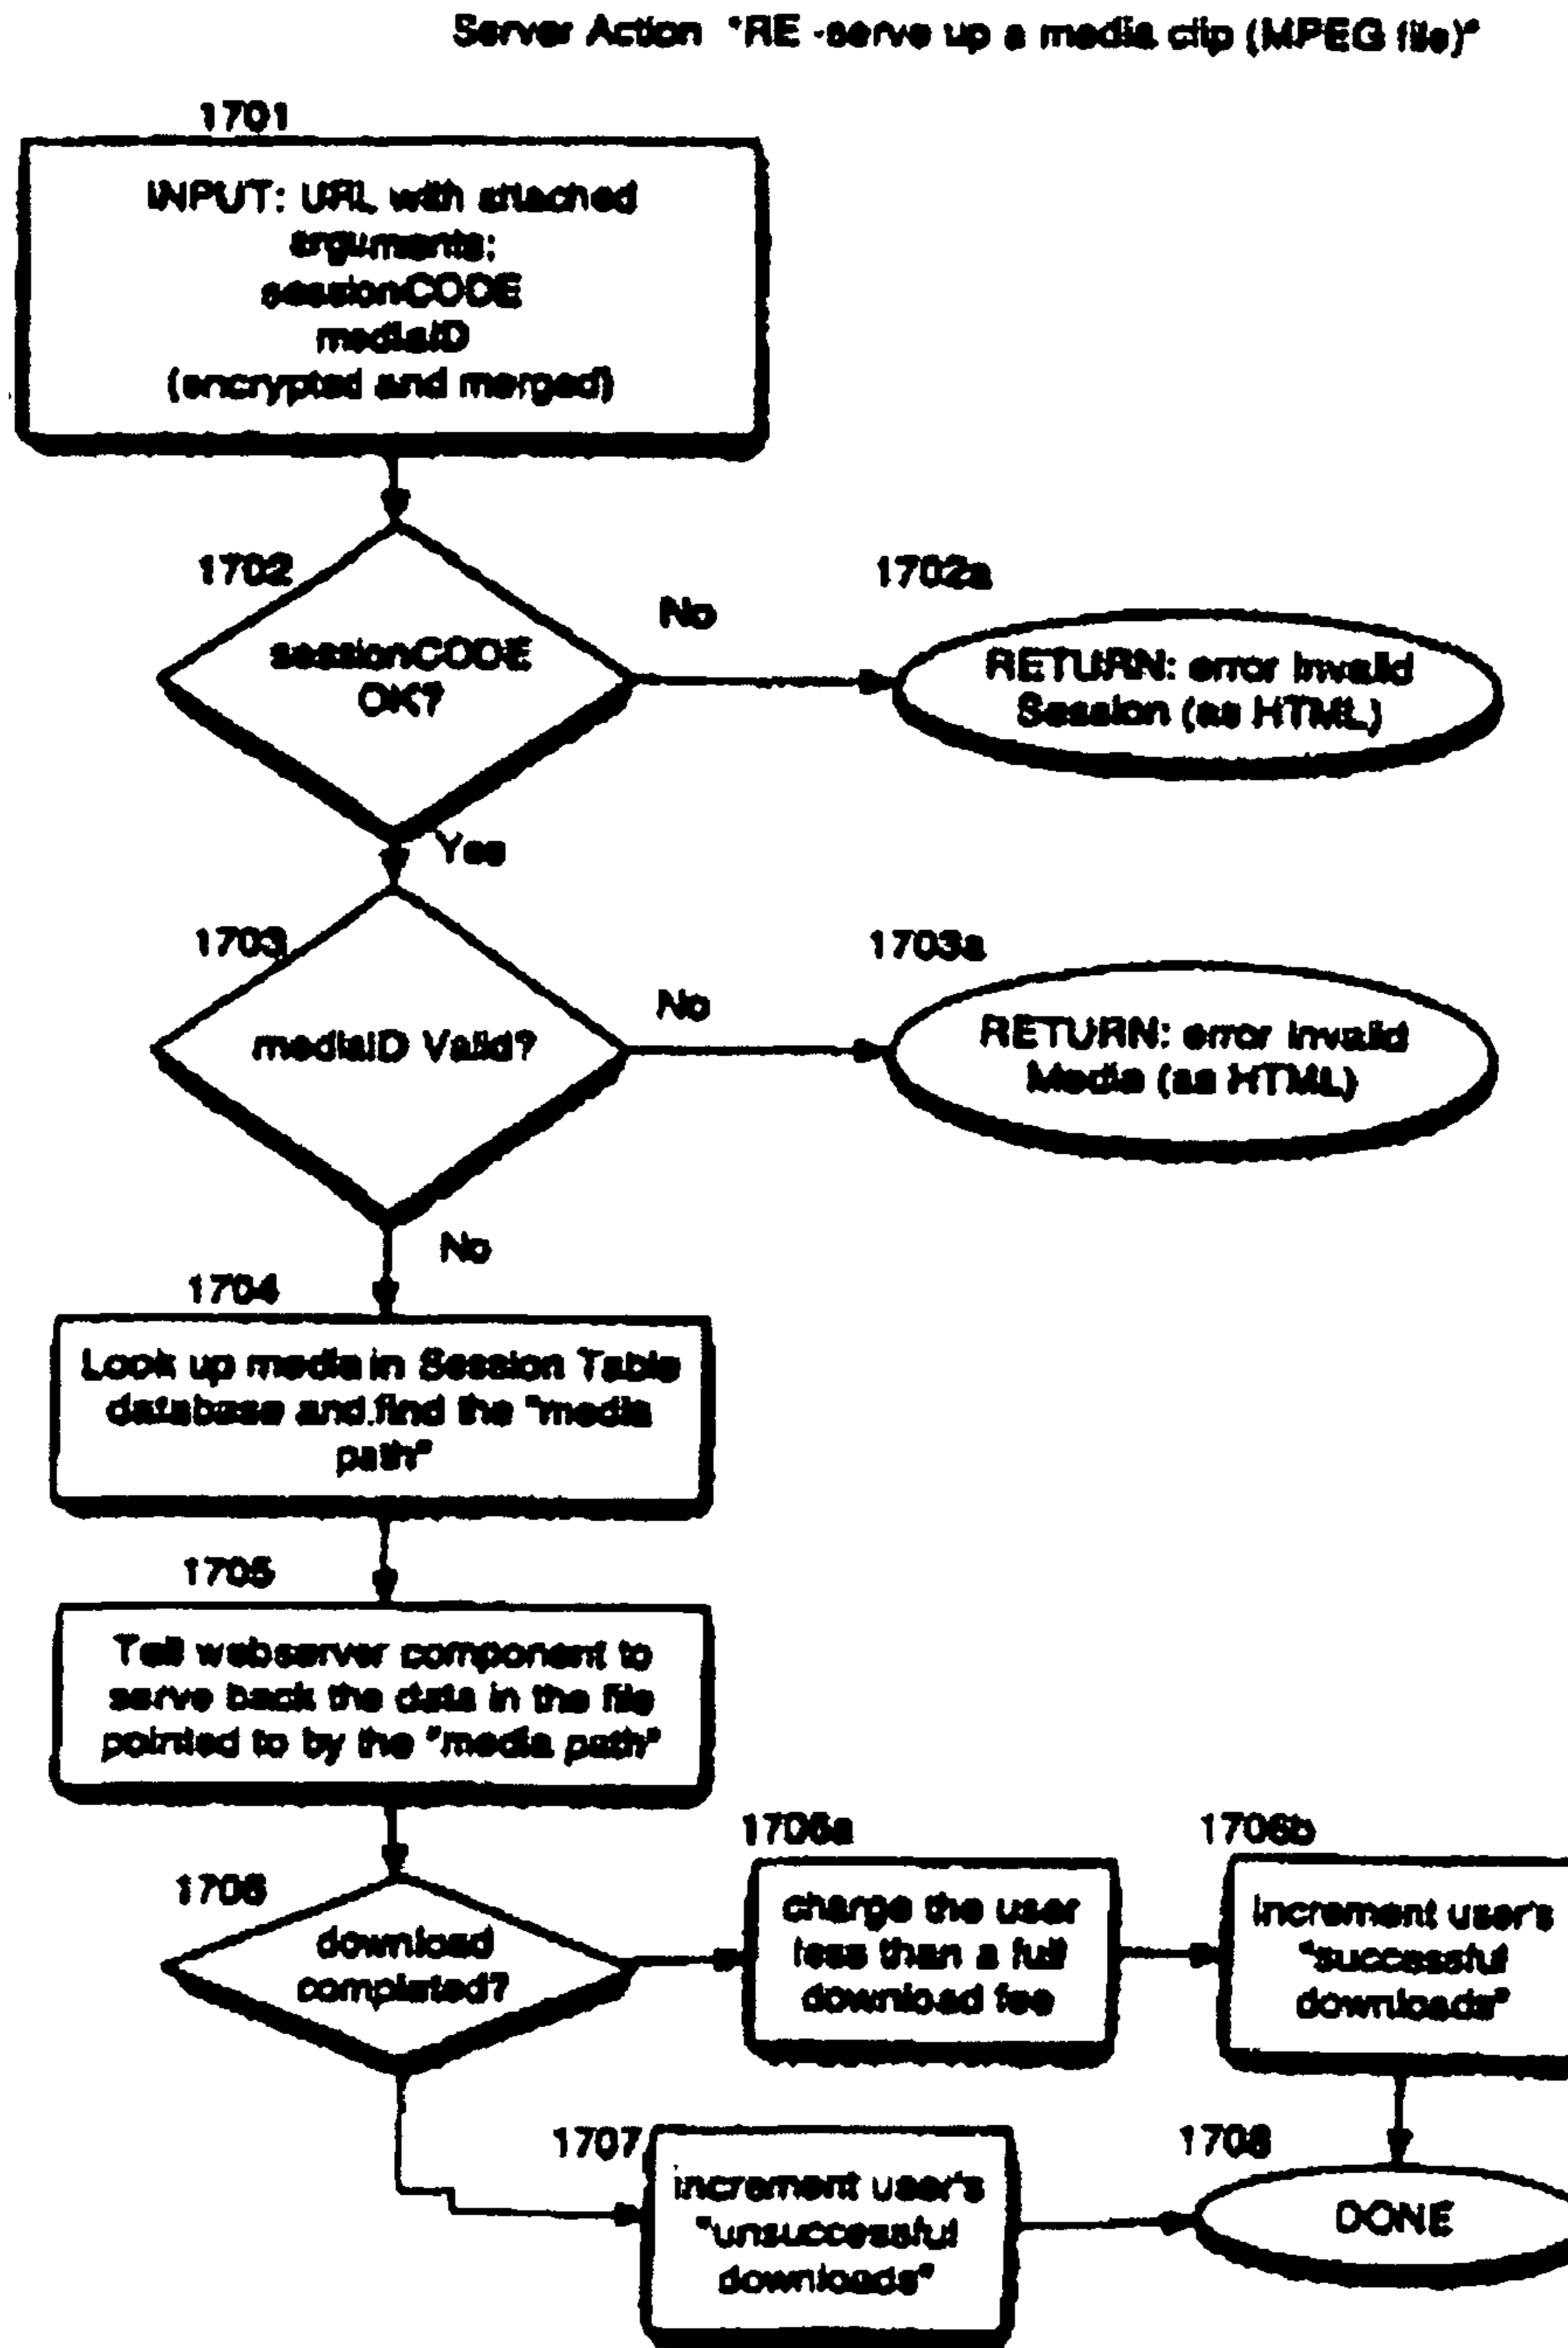 Server Action "RE -serve up a media clip (MPEG file)"
1701
INPUT: URL with attached
arguments:
sessionCODE
mediaID
(encrypted and merged)
1702
sessionCODE
OK?
No
1702a
RETURN: error Invalid
Session (as HTML)
Yes
1703
mediaID Valid?
No
1703a
RETURN: error Invalid
Media (as HTML)
No
1704
Look up media in Session Table
database and find the "media
path"
1705
Tell webserver component to
serve back the data in the file
pointed to by the "media path"
1706
download
completed?
1706a
charge the user
less than a full
download fee
1706b
increment user's
"successful
downloads"
1707
increment user's
"unsuccessful
downloads"
1708
DONE